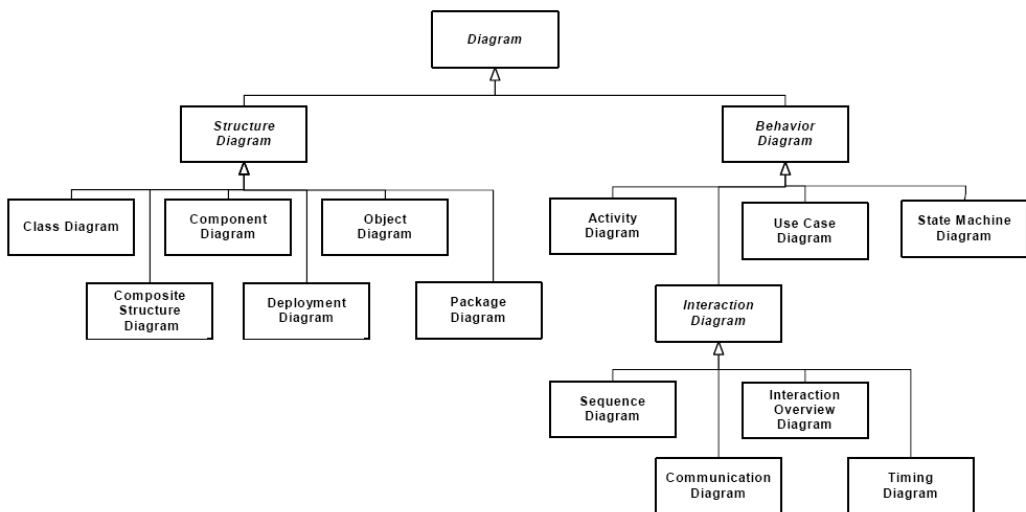 Diagram
Structure
Diagram
Behavior
Diagram
Class Diagram
Component
Diagram
Object
Diagram
Activity
Diagram
Use Case
Diagram
State Machine
Diagram
Composite
Structure
Diagram
Deployment
Diagram
Package
Diagram
Interaction
Diagram
Sequence
Diagram
Interaction
Overview
Diagram
Communication
Diagram
Timing
Diagram